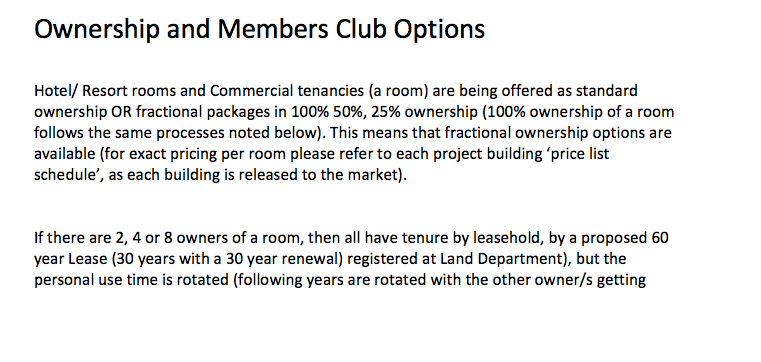 Ownership and Members Club Options
Hotel/ Resort rooms and Commercial tenancies (a room) are being offered as standard
ownership OR fractional packages in 100% 50%, 25% ownership (100% ownership of a room
follows the same processes noted below). This means that fractional ownership options are
available (for exact pricing per room please refer to each project building ‘price list
schedule’, as each building is released to the market).
If there are 2, 4 or 8 owners of a room, then all have tenure by leasehold, by a proposed 60
year Lease (30 years with a 30 year renewal) registered at Land Department), but the
personal use time is rotated (following years are rotated with the other owner/s getting